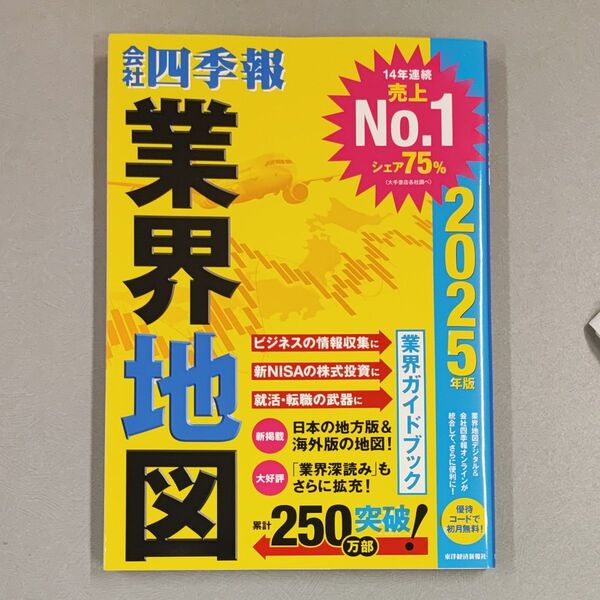 会社四季報
業界地図
14年連続
売上
No.1
シェア75%
(大手書店各社調べ)
2025年版
ビジネスの情報収集に
新NISAの株式投資に
就活・転職の武器に
業界ガイドブック
新掲載
日本の地方版&
海外版の地図!
大好評
「業界深読み」も
さらに拡充!
累計250万部突破!
業界地図デジタル&
会社四季報オンラインが
統合して、さらに便利に!
優待
コードで
初月無料!
東洋経済新報社